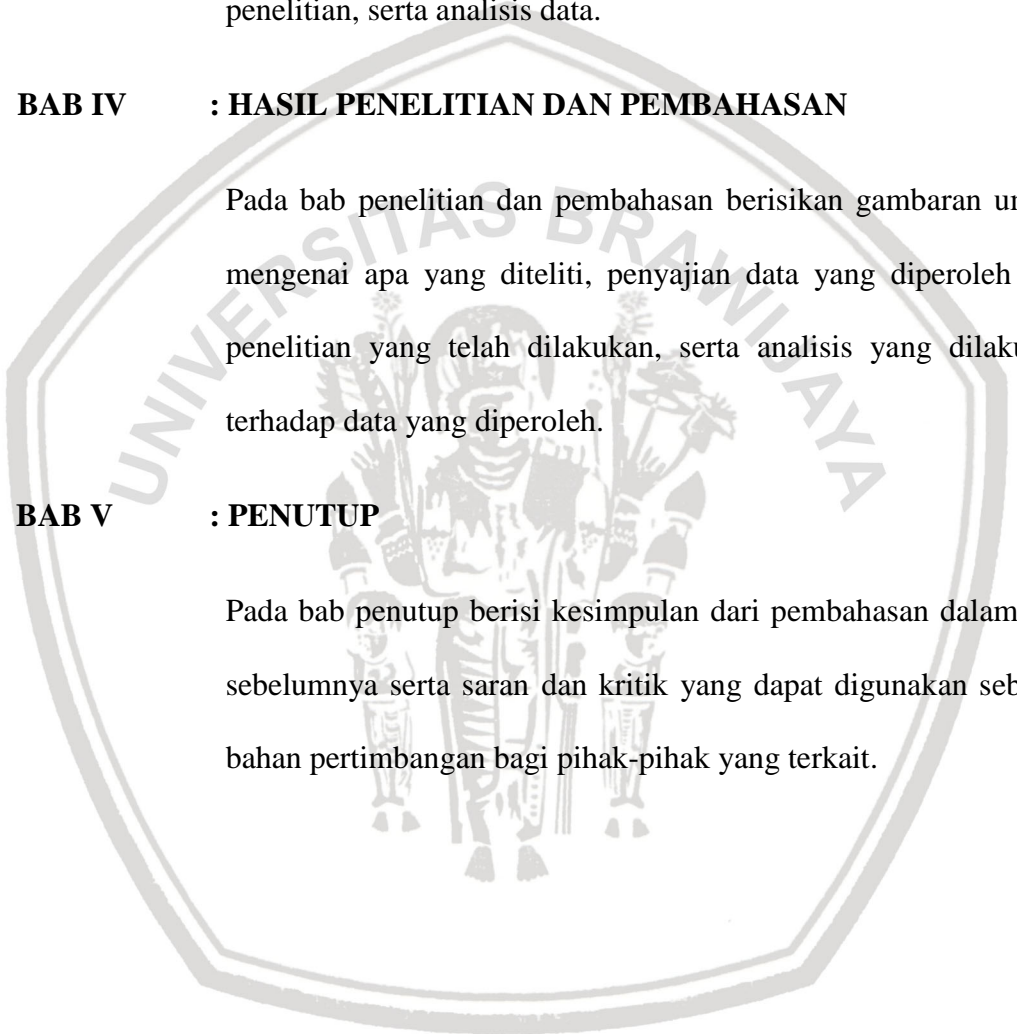 penelitian, serta analisis data.
BAB IV : HASIL PENELITIAN DAN PEMBAHASAN
Pada bab penelitian dan pembahasan berisikan gambaran
mengenai apa yang diteliti, penyajian data yang diperoleh
penelitian yang telah dilakukan, serta analisis yang
terhadap data yang diperoleh.
BAB V : PENUTUP
Pada bab penutup berisi kesimpulan dari pembahasan dalam
sebelumnya serta saran dan kritik yang dapat digunakan
bahan pertimbangan bagi pihak-pihak yang terkait.
UNIVERSITAS BRAWIJAYA